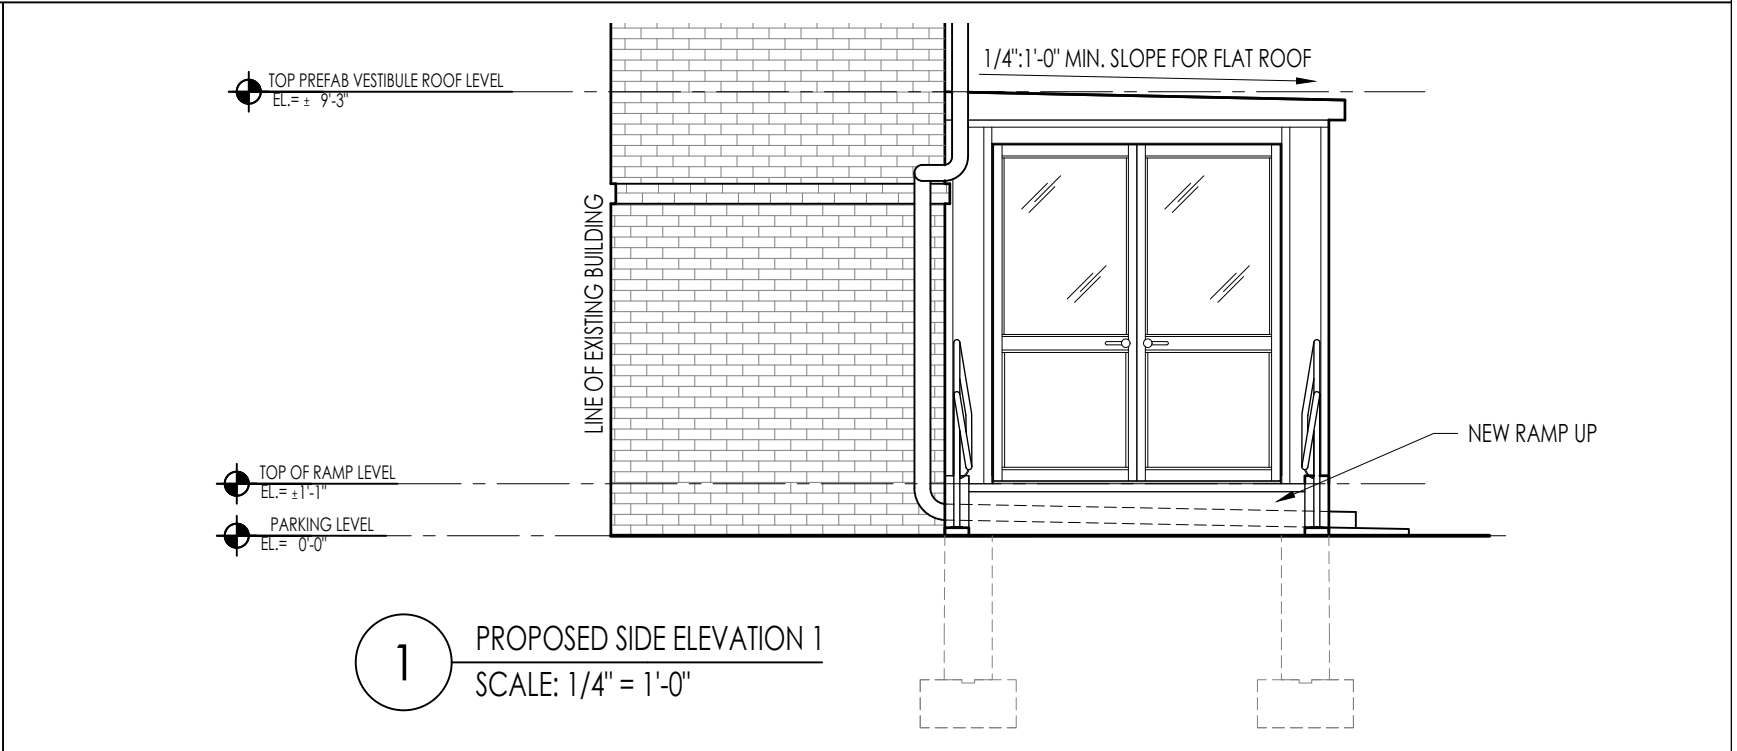 1/4":1'-0" MIN. SLOPE FOR FLAT ROOF
TOP PREFAB VESTIBULE ROOF LEVEL
EL.= ± 9'-3"
LINE OF EXISTING BUILDING
NEW RAMP UP
TOP OF RAMP LEVEL
EL.= ±1'-1"
PARKING LEVEL
EL.= 0'-0"
1
PROPOSED SIDE ELEVATION 1
SCALE: 1/4" = 1'-0"